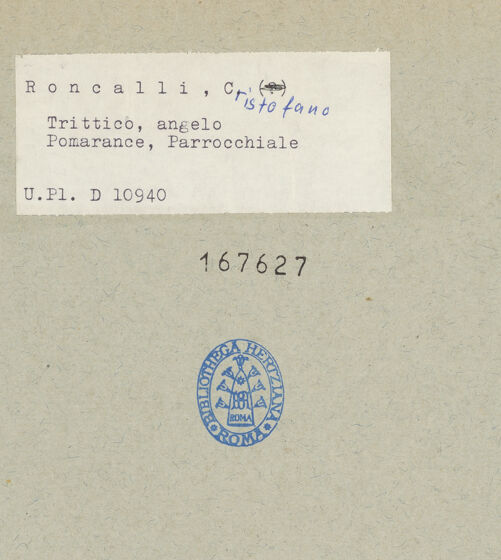 Roncalli, Cristofano
Trittico, angelo
Pomarance, Parrocchiale
U.Pl. D 10940
167627
BIBLIOTHECA HERTZIANA
ROMA
ROMA